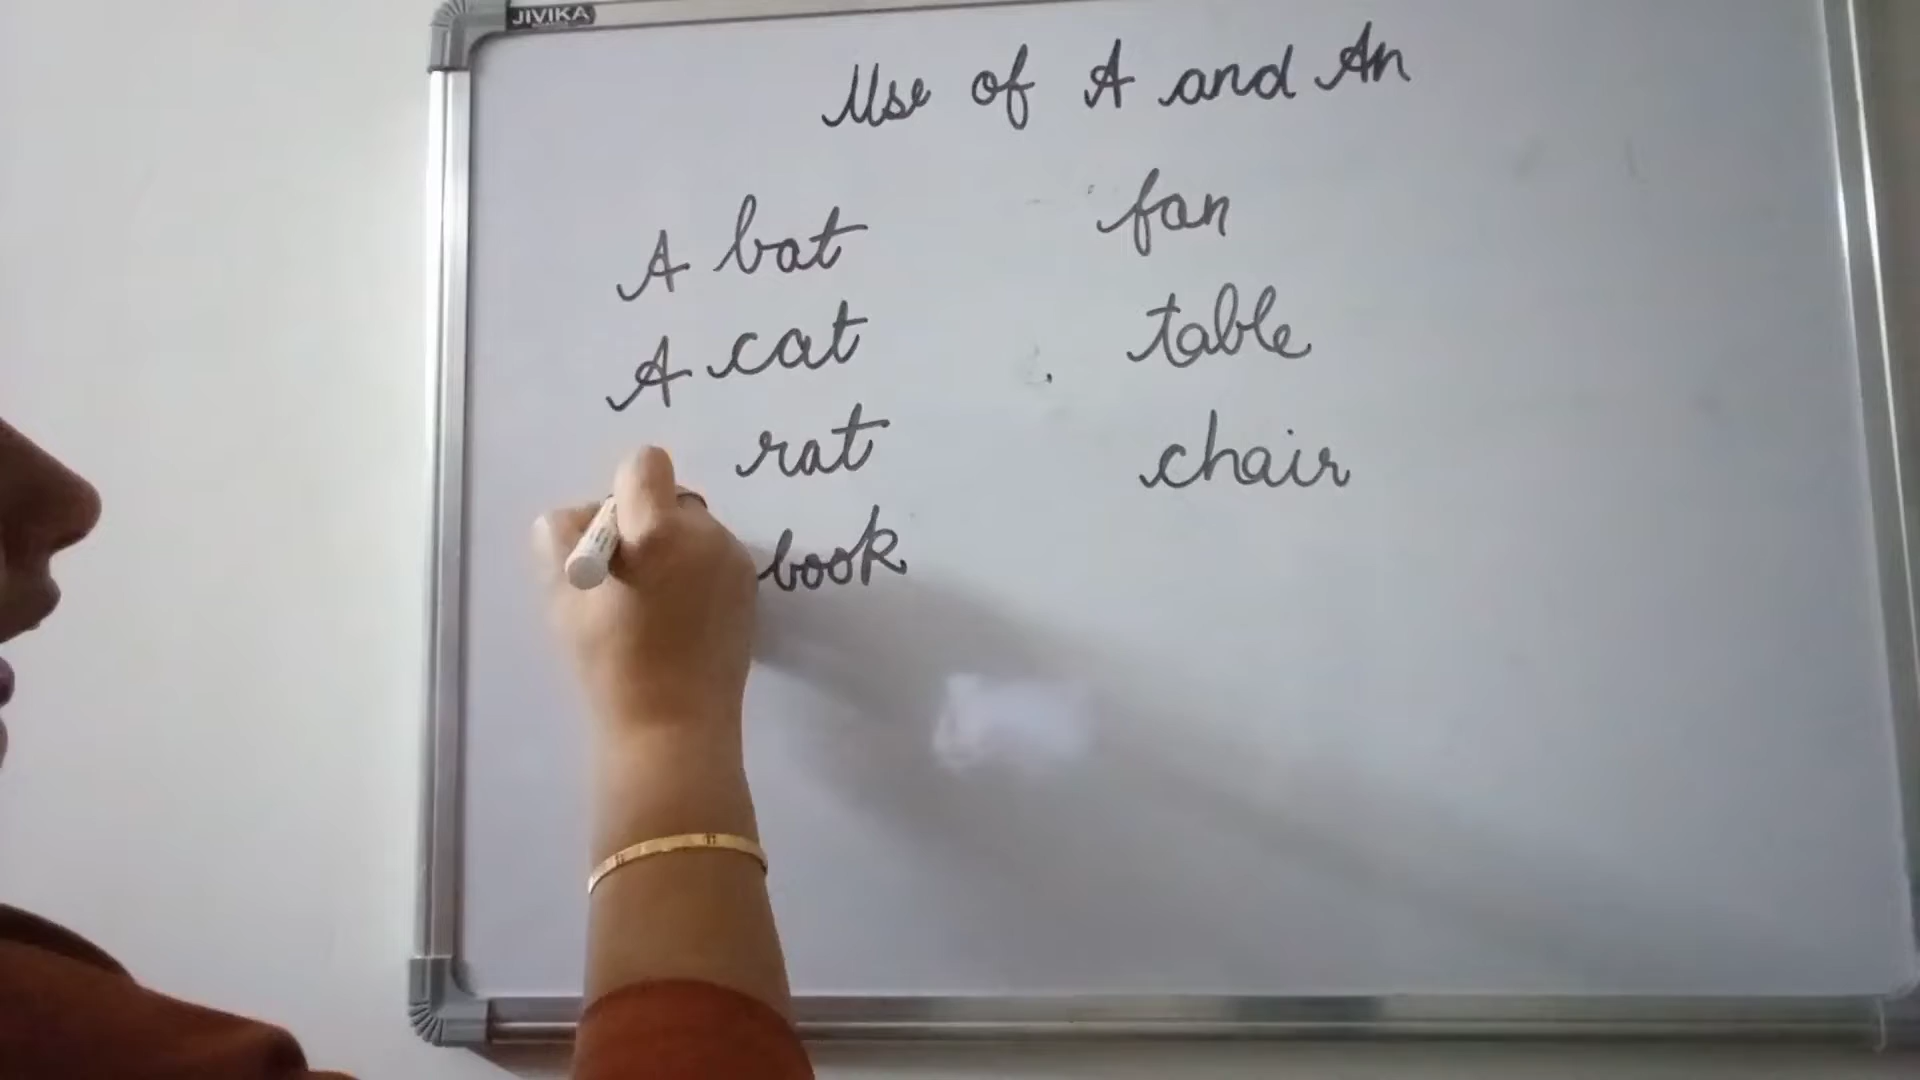 JIVIKA
Use of A and An
A bat
A cat
rat
book
fan
table
chair